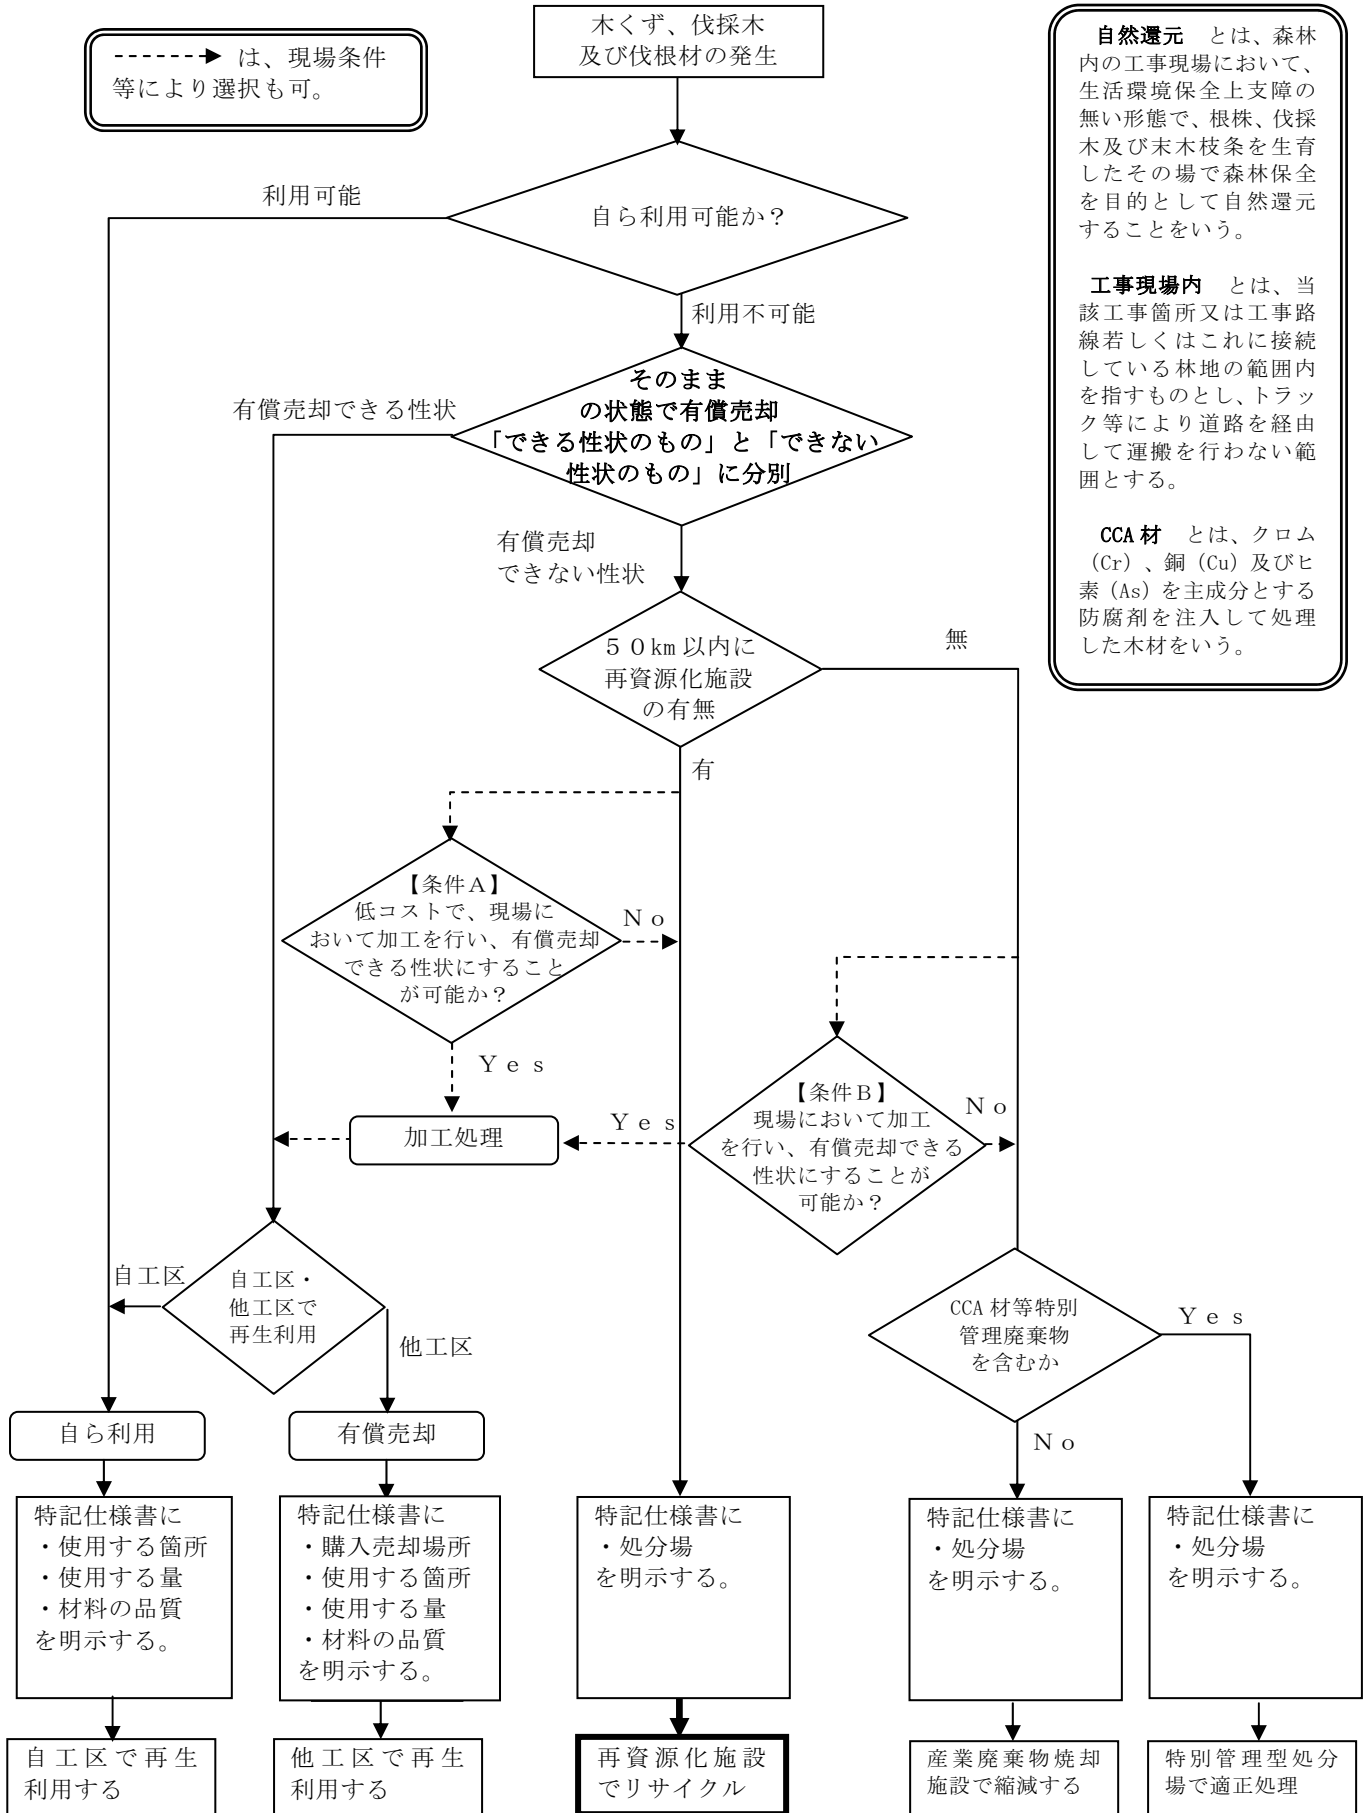 は、現場条件
等により選択も可。
木くず、伐採木
及び伐根材の発生
自然還元　とは、森林
内の工事現場において、
生活環境保全上支障の
無い形態で、根株、伐採
木及び末木枝条を生育
したその場で森林保全
を目的として自然還元
することをいう。
工事現場内　とは、当
該工事箇所又は工事路
線若しくはこれに接続
している林地の範囲内
を指すものとし、トラッ
ク等により道路を経由
して運搬を行わない範
囲とする。
CCA材　とは、クロム
（Cr）、銅（Cu）及びヒ
素（As）を主成分とする
防腐剤を注入して処理
した木材をいう。
利用可能
自ら利用可能か？
利用不可能
有償売却できる性状
そのまま
の状態で有償売却
「できる性状のもの」と「できない
性状のもの」に分別
有償売却
できない性状
５０km以内に
再資源化施設
の有無
無
有
【条件Ａ】
低コストで、現場に
おいて加工を行い、有償売却
できる性状にすること
が可能か？
Ｎｏ
Ｙｅｓ
加工処理
Ｙｅｓ
【条件Ｂ】
現場において加工
を行い、有償売却できる
性状にすることが
可能か？
Ｎｏ
自工区
自工区・
他工区で
再生利用
他工区
CCA材等特別
管理廃棄物
を含むか
Ｙｅｓ
Ｎｏ
自ら利用
有償売却
特記仕様書に
・使用する箇所
・使用する量
・材料の品質
を明示する。
特記仕様書に
・購入売却場所
・使用する箇所
・使用する量
・材料の品質
を明示する。
特記仕様書に
・処分場
を明示する。
特記仕様書に
・処分場
を明示する。
特記仕様書に
・処分場
を明示する。
自工区で再生
利用する
他工区で再生
利用する
再資源化施設
でリサイクル
産業廃棄物焼却
施設で縮減する
特別管理型処分
場で適正処理